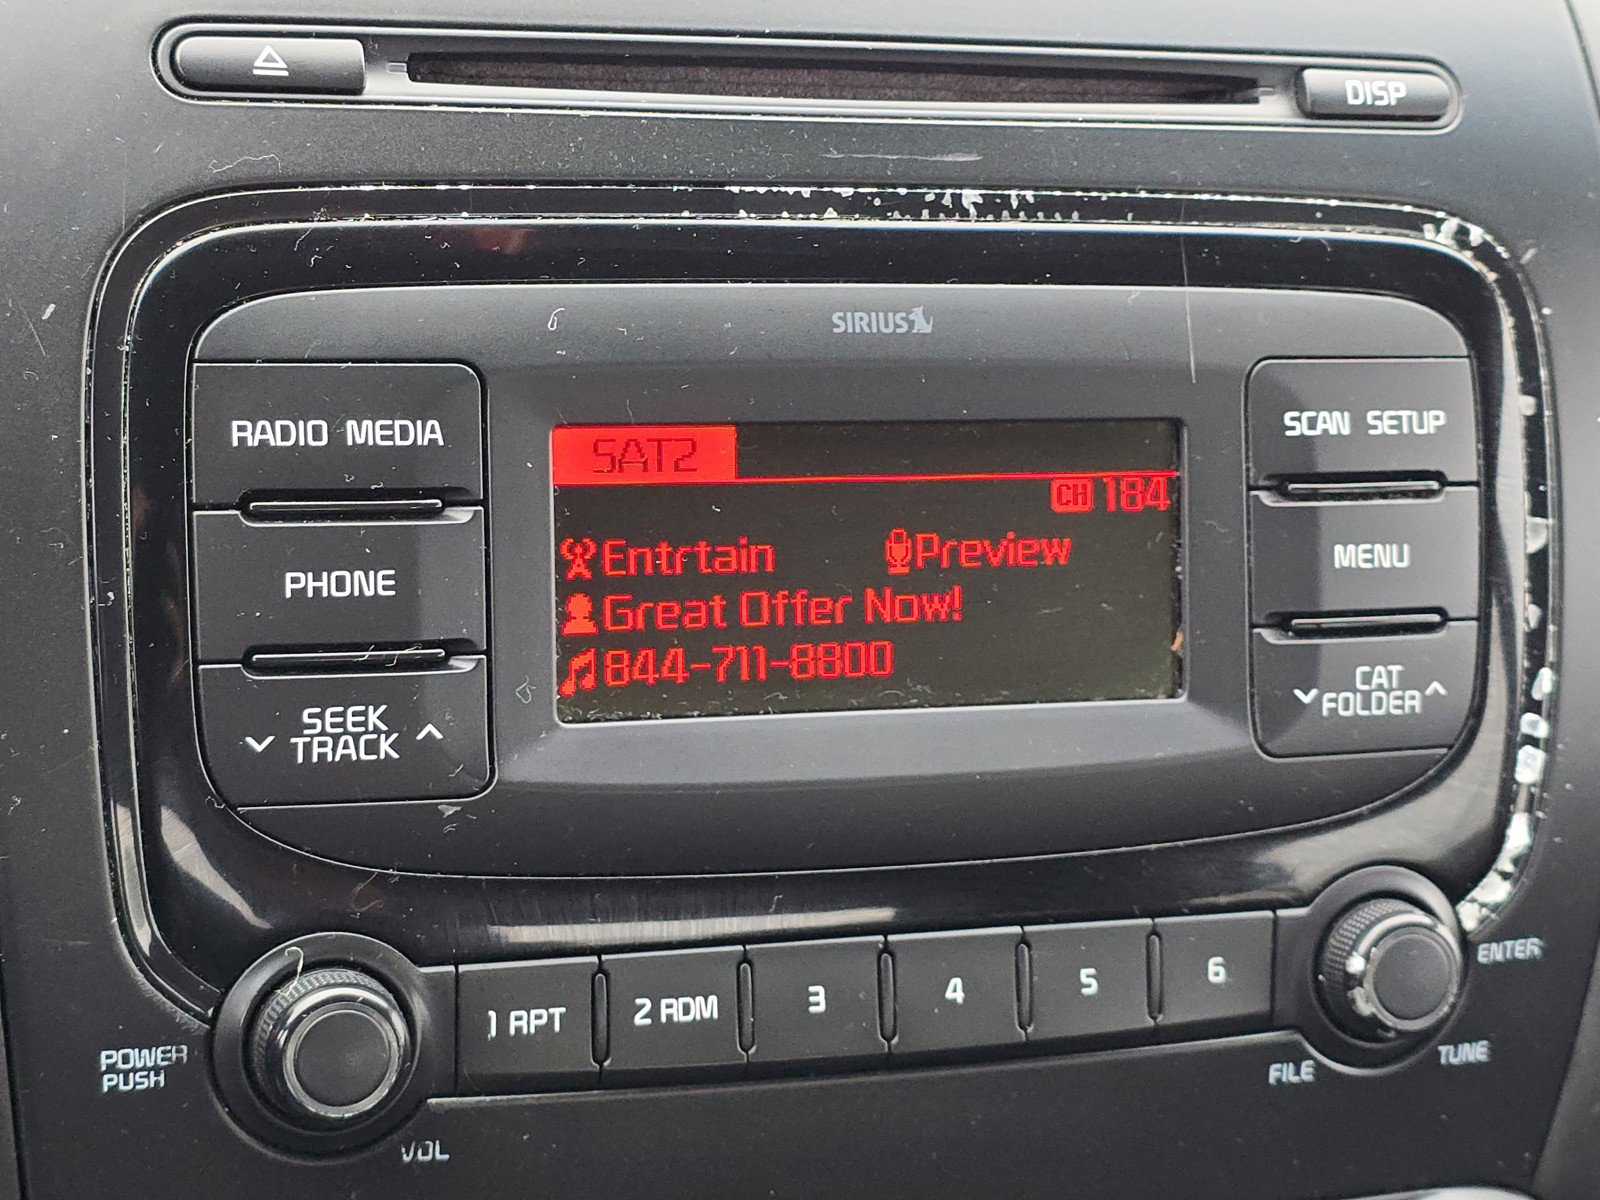 DISP
SIRIUS
RADIO MEDIA
SCAN SETUP
SAT2
CH 184
Entrtain Preview
PHONE
MENU
Great Offer Now!
844-711-8800
SEEK
TRACK
CAT
FOLDER
1 RPT
2 RDM
3
4
5
6
ENTER
POWER
PUSH
VOL
FILE
TUNE